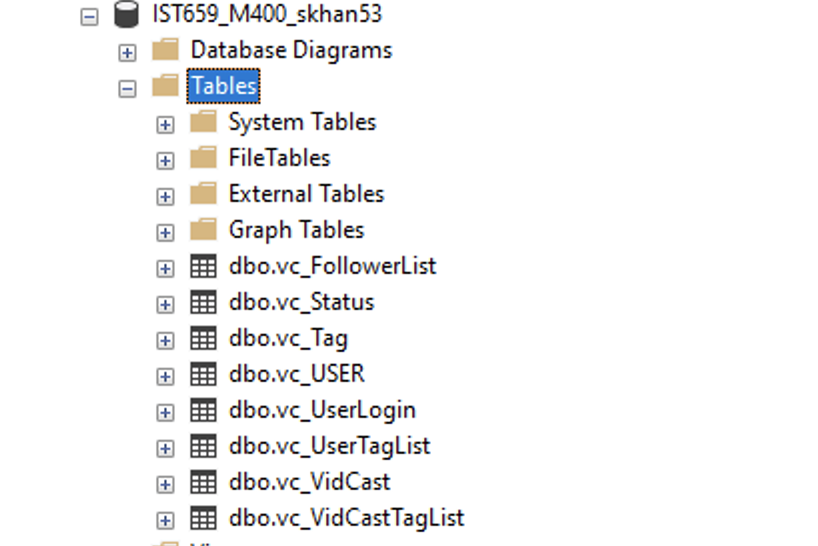 IST659_M400_skhan53
Database Diagrams
Tables
System Tables
FileTables
External Tables
Graph Tables
dbo.vc_FollowerList
dbo.vc_Status
dbo.vc_Tag
dbo.vc_USER
dbo.vc_UserLogin
dbo.vc_UserTagList
dbo.vc_VidCast
dbo.vc_VidCastTagList